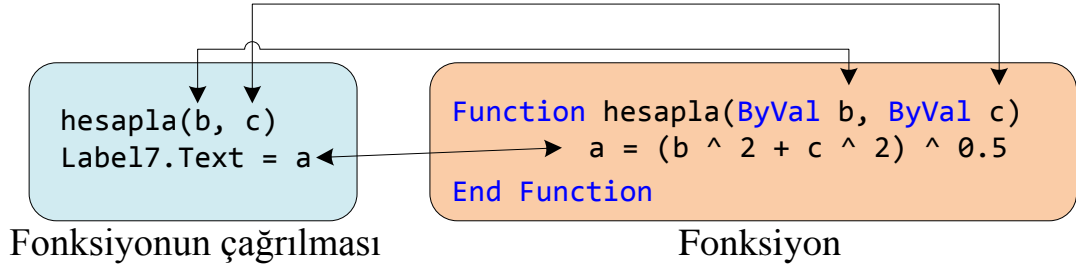 hesapla(b, c)
Label7.Text = a
Fonksiyonun çağrılması
Function hesapla(ByVal b, ByVal c)
a = (b ^ 2 + c ^ 2) ^ 0.5
End Function
Fonksiyon